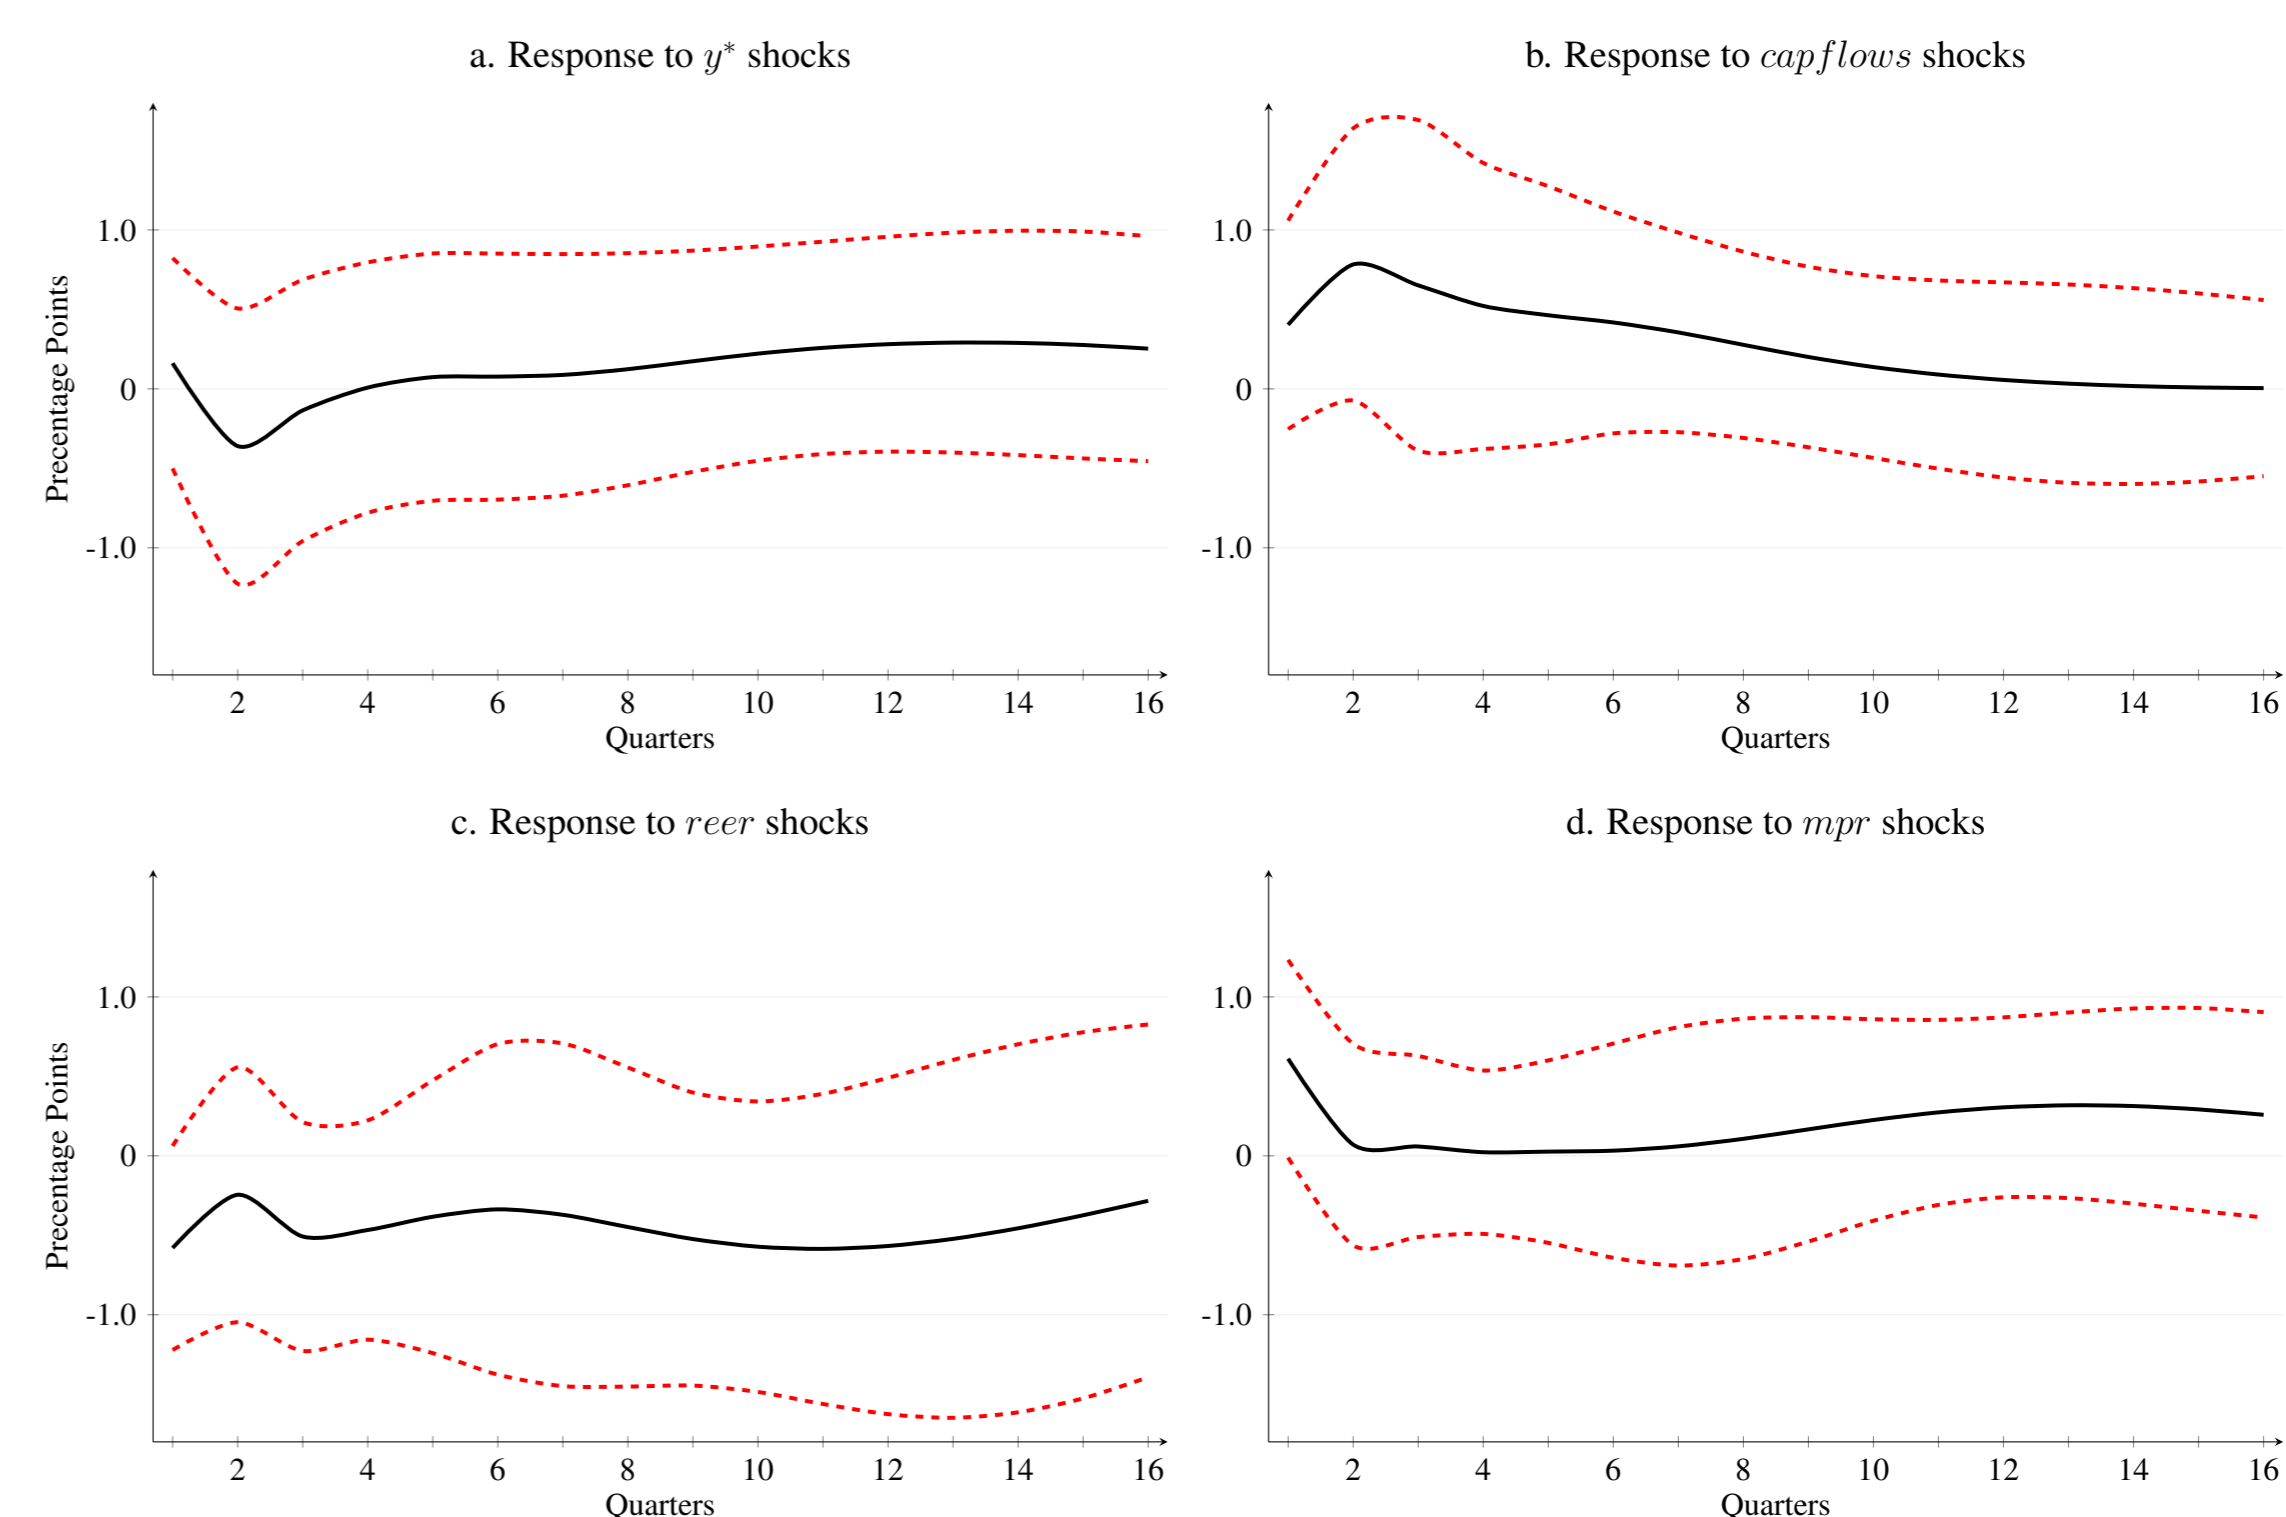 a. Response to y* shocks
Precentage Points
1.0
0
-1.0
2 4 6 8 10 12 14 16
Quarters
b. Response to capflows shocks
1.0
0
-1.0
2 4 6 8 10 12 14 16
Quarters
c. Response to reer shocks
Precentage Points
1.0
0
-1.0
2 4 6 8 10 12 14 16
Quarters
d. Response to mpr shocks
1.0
0
-1.0
2 4 6 8 10 12 14 16
Quarters